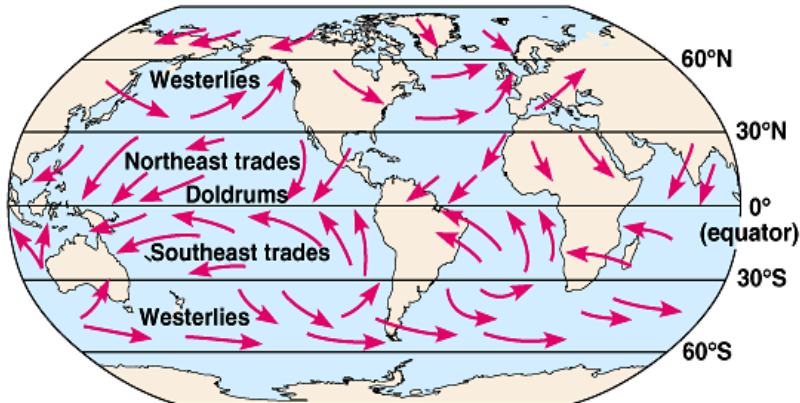 60°N
Westerlies
30°N
Northeast trades
Doldrums
0°
(equator)
Southeast trades
30°S
Westerlies
60°S